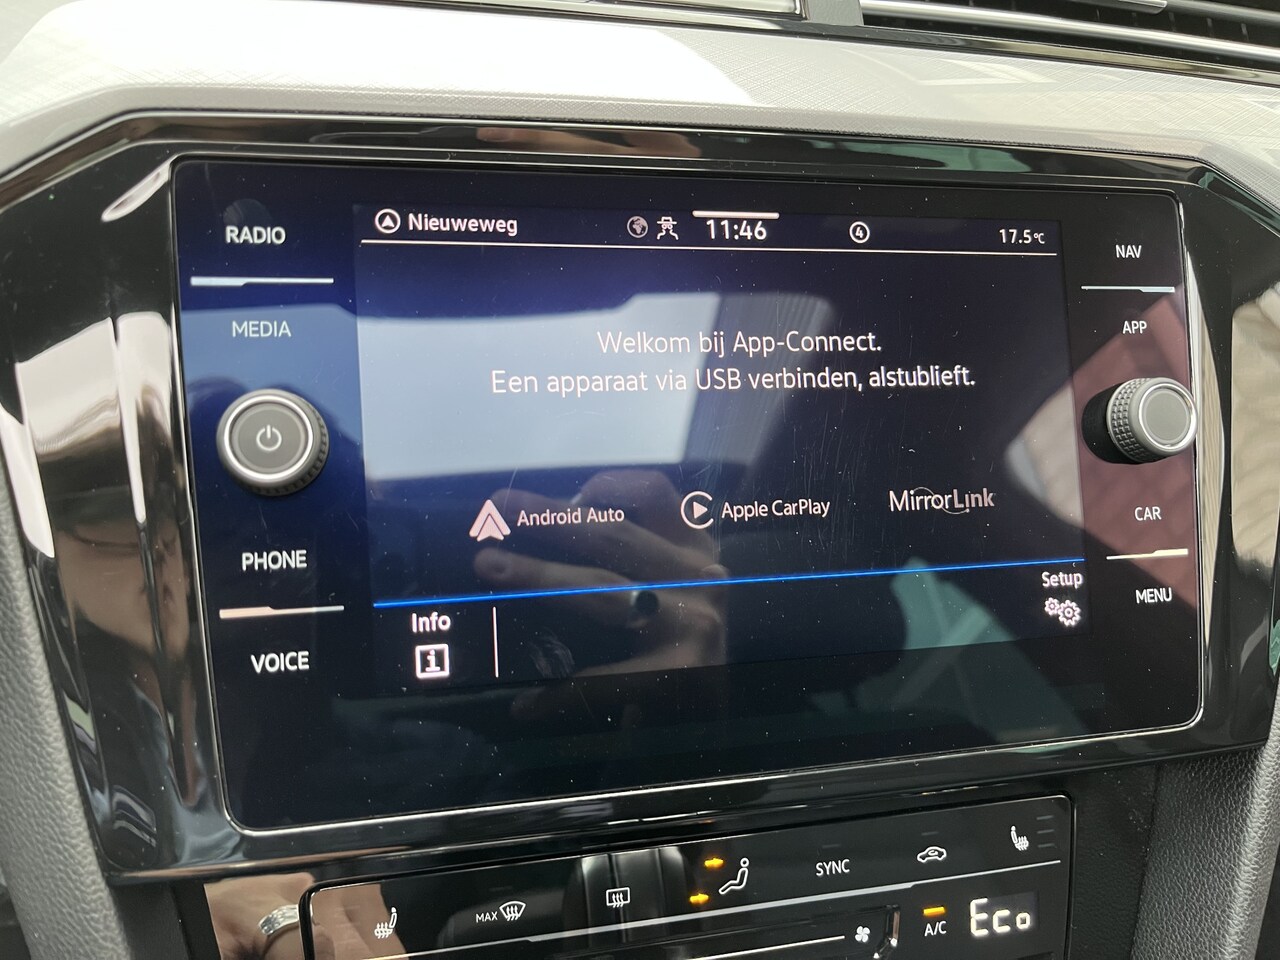 RADIO
MEDIA
PHONE
VOICE
Nieuweweg
11:46
4
17.5°C
Welkom bij App-Connect.
Een apparaat via USB verbinden, alstublieft.
Android Auto
Apple CarPlay
MirrorLink
Info
i
Setup
NAV
APP
CAR
MENU
MAX
SYNC
A/C
Eco